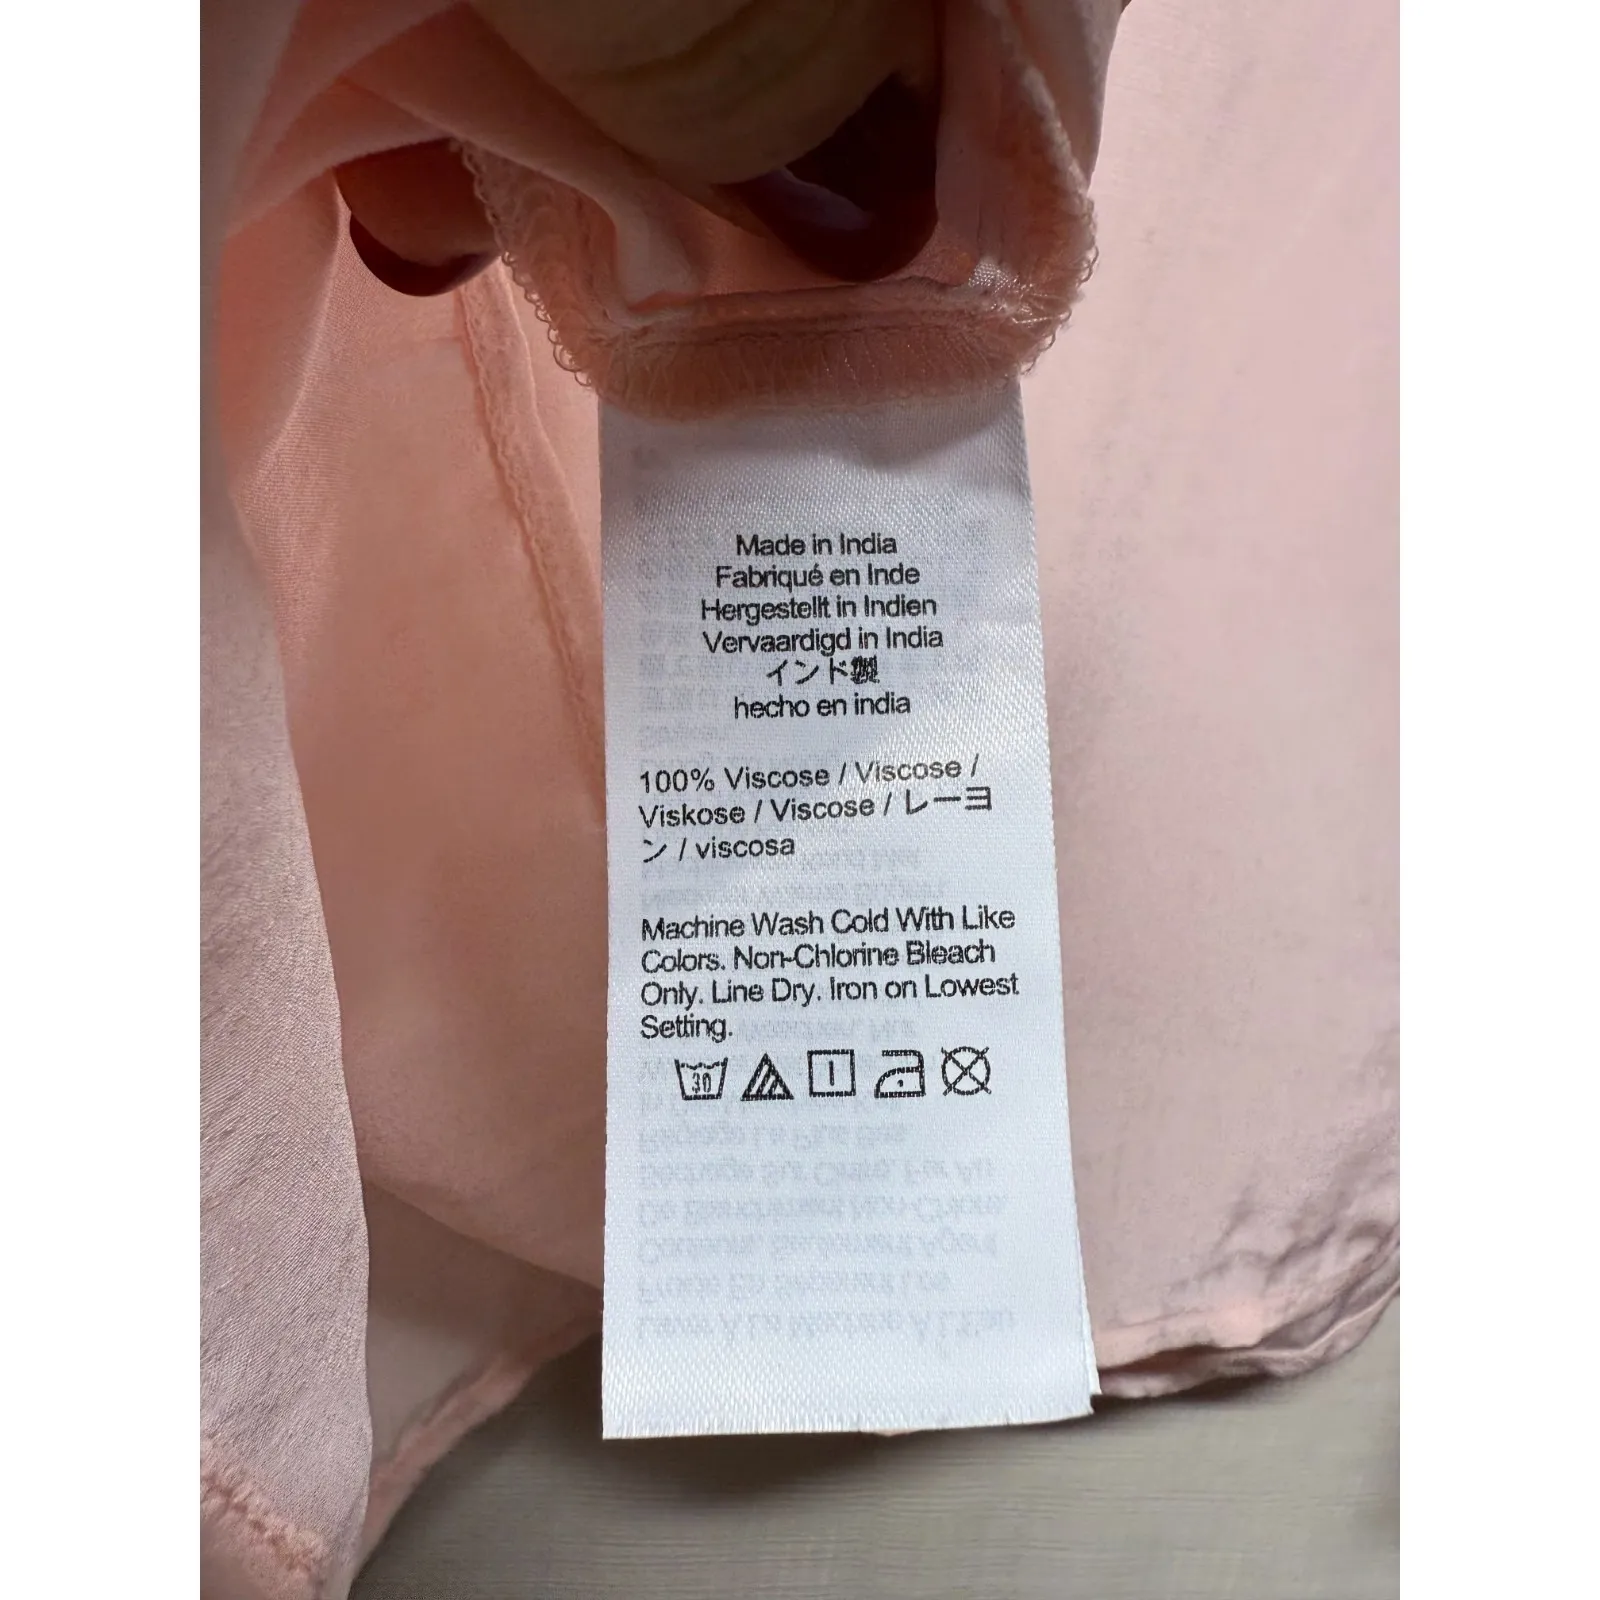 Made in India
Fabriqué en Inde
Hergestellt in Indien
Vervaardigd in India
インド製
hecho en india
100% Viscose / Viscose /
Viskose / Viscose / レーヨ
ン / viscosa
Machine Wash Cold With Like
Colors. Non-Chlorine Bleach
Only. Line Dry. Iron on Lowest
Setting.
30